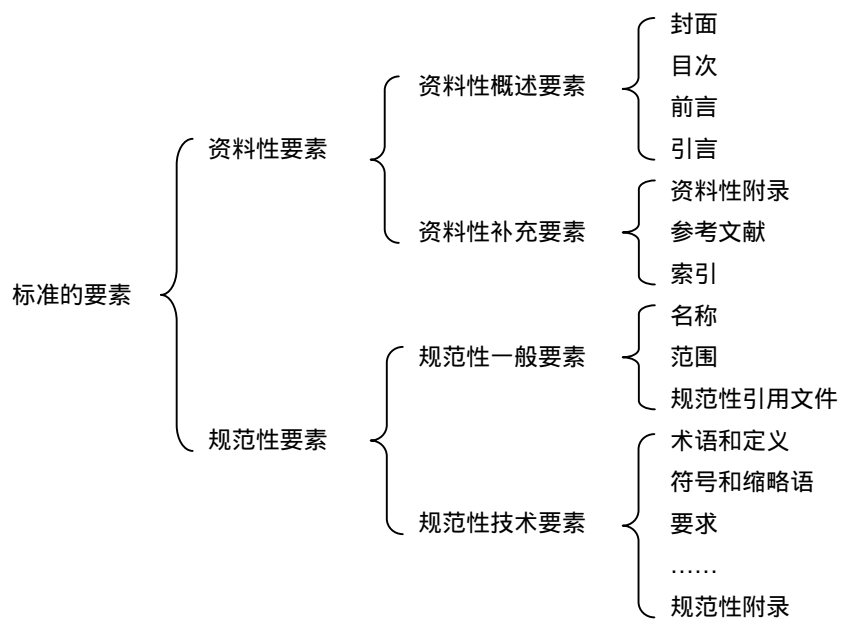 封面
目次
资料性概述要素
前言
资料性要素
引言
资料性附录
资料性补充要素
参考文献
索引
标准的要素
名称
规范性一般要素
范围
规范性引用文件
规范性要素
术语和定义
符号和缩略语
规范性技术要素
要求
……
规范性附录